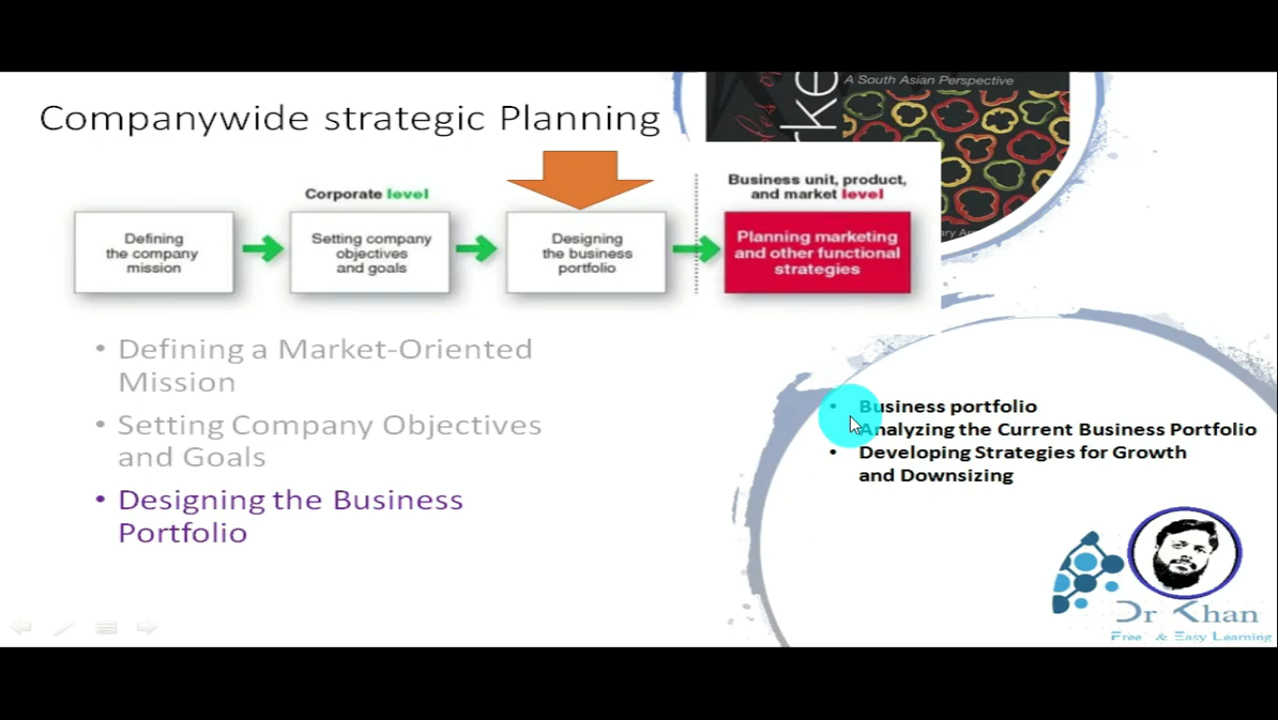 A South Asian Perspective
Companywide strategic Planning
Corporate level
Business unit, product,
and market level
Defining
the company
mission
Setting company
objectives
and goals
Designing
the business
portfolio
Planning marketing
and other functional
strategies
• Defining a Market-Oriented
Mission
• Setting Company Objectives
and Goals
• Designing the Business
Portfolio
• Business portfolio
Analyzing the Current Business Portfolio
• Developing Strategies for Growth
and Downsizing
Dr Khan
Free & Easy Learning